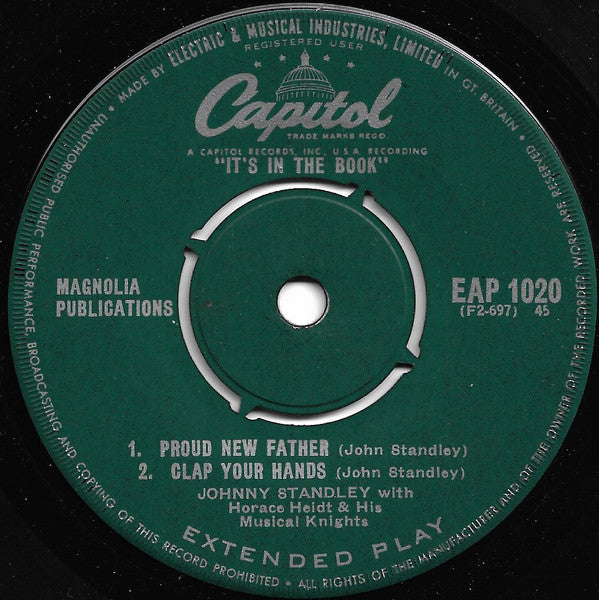 MADE BY ELECTRIC & MUSICAL INDUSTRIES, LIMITED IN GT. BRITAIN · ALL RIGHTS OF THE MANUFACTURER AND OF THE OWNER OF THE RECORDED WORK ARE RESERVED · UNAUTHORISED PUBLIC PERFORMANCE, BROADCASTING AND COPYING OF THIS RECORD PROHIBITED ·
REGISTERED USER
Capitol
TRADE MARKS REGD.
A CAPITOL RECORDS, INC., U.S.A. RECORDING
"IT'S IN THE BOOK"
MAGNOLIA
PUBLICATIONS
EAP 1020
(F2-697) 45
1. PROUD NEW FATHER (John Standley)
2. CLAP YOUR HANDS (John Standley)
JOHNNY STANDLEY with
Horace Heidt & His
Musical Knights
EXTENDED PLAY